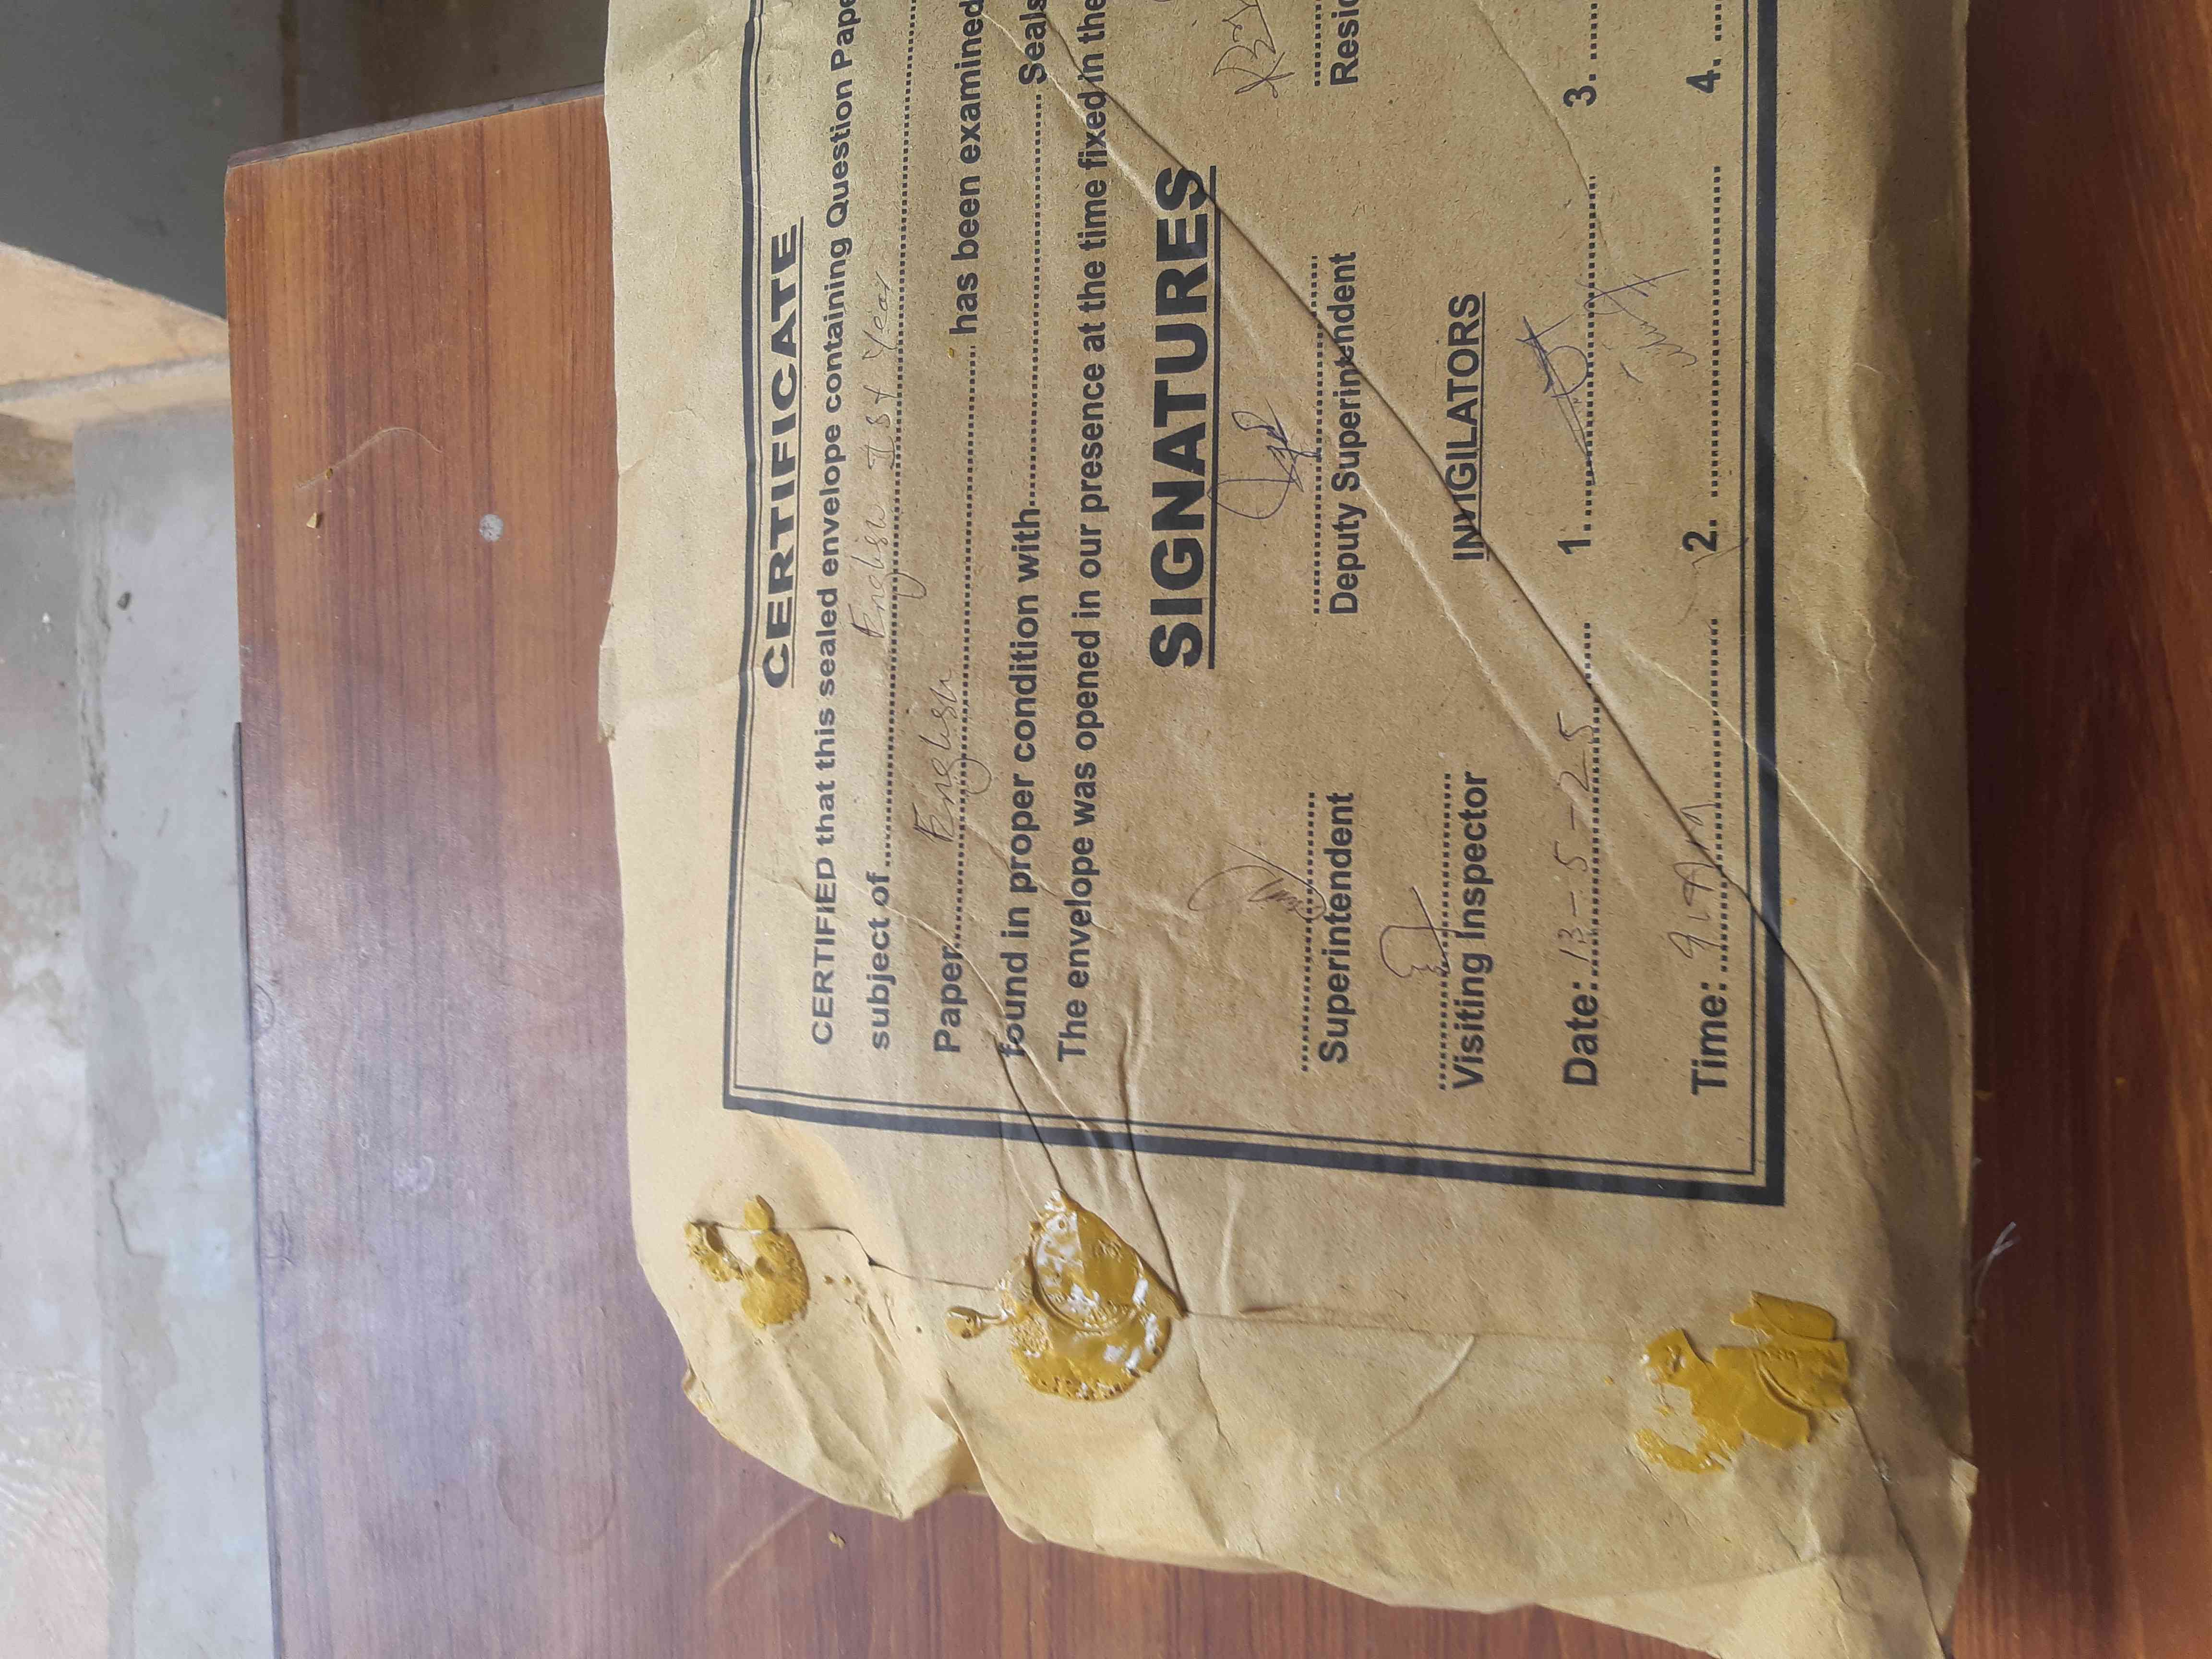 CERTIFICATE
CERTIFIED that this sealed envelope containing Question Pape
subject of English Ist Year
Paper English has been examined
found in proper condition with Seals
The envelope was opened in our presence at the time fixed in the
SIGNATURES
Superintendent Deputy Superintendent Resid
Visiting Inspector INVIGILATORS
Date: 13-5-25 1. 3.
Time: 2. 4.